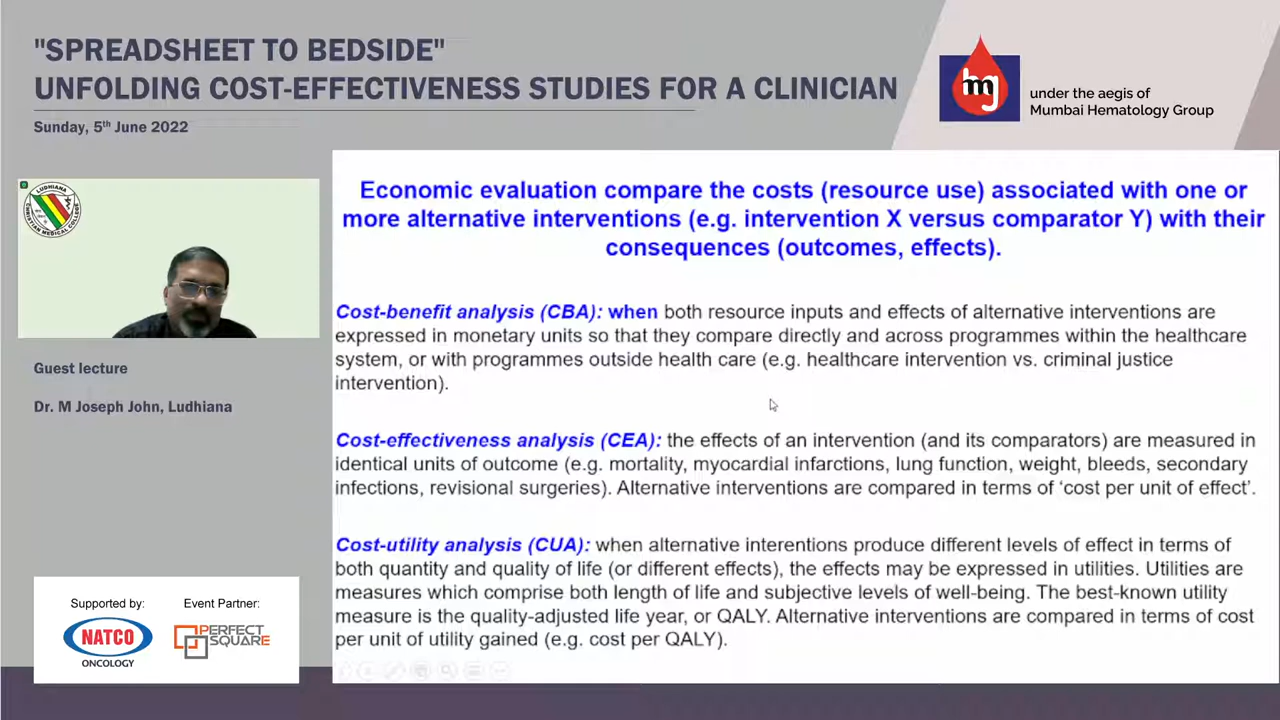 "SPREADSHEET TO BEDSIDE"
UNFOLDING COST-EFFECTIVENESS STUDIES FOR A CLINICIAN
Sunday, 5th June 2022
mg
under the aegis of
Mumbai Hematology Group
LUDHIANA
CHRISTIAN MEDICAL COLLEGE
Guest lecture
Dr. M Joseph John, Ludhiana
Supported by:
NATCO
ONCOLOGY
Event Partner:
PERFECT
SQUARE
Economic evaluation compare the costs (resource use) associated with one or
more alternative interventions (e.g. intervention X versus comparator Y) with their
consequences (outcomes, effects).
Cost-benefit analysis (CBA): when both resource inputs and effects of alternative interventions are
expressed in monetary units so that they compare directly and across programmes within the healthcare
system, or with programmes outside health care (e.g. healthcare intervention vs. criminal justice
intervention).
Cost-effectiveness analysis (CEA): the effects of an intervention (and its comparators) are measured in
identical units of outcome (e.g. mortality, myocardial infarctions, lung function, weight, bleeds, secondary
infections, revisional surgeries). Alternative interventions are compared in terms of ‘cost per unit of effect’.
Cost-utility analysis (CUA): when alternative interentions produce different levels of effect in terms of
both quantity and quality of life (or different effects), the effects may be expressed in utilities. Utilities are
measures which comprise both length of life and subjective levels of well-being. The best-known utility
measure is the quality-adjusted life year, or QALY. Alternative interventions are compared in terms of cost
per unit of utility gained (e.g. cost per QALY).